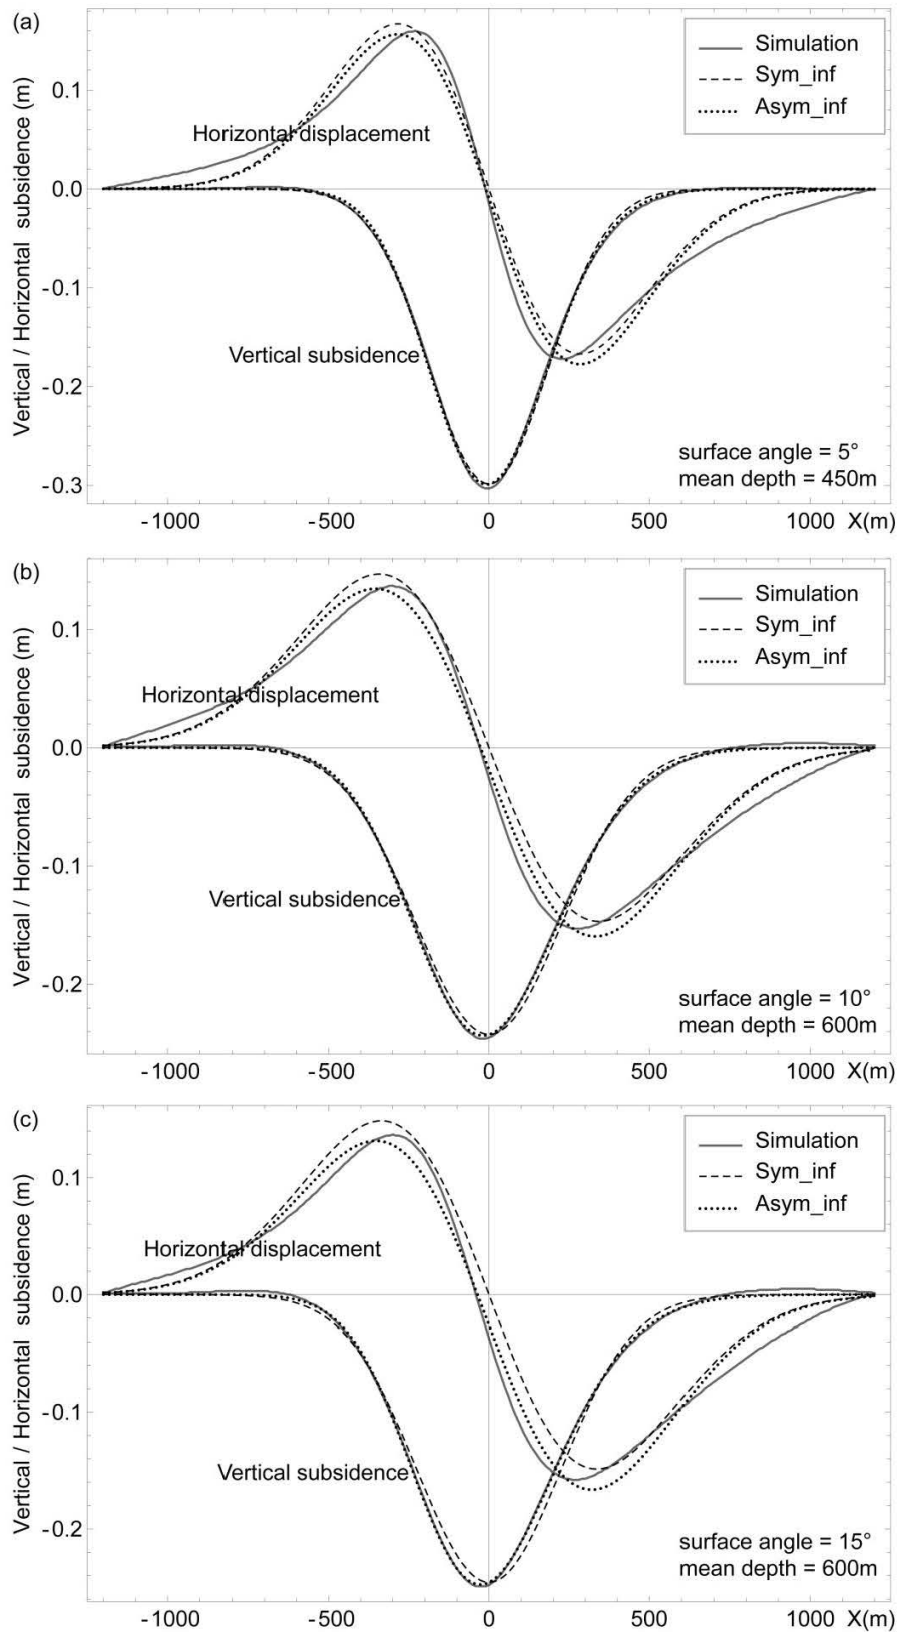 (a)
Simulation
Sym_inf
Asym_inf
Horizontal displacement
Vertical subsidence
surface angle = 5°
mean depth = 450m
Vertical / Horizontal subsidence (m)
0.1
0.0
-0.1
-0.2
-0.3
-1000 -500 0 500 1000 X(m)
(b)
Simulation
Sym_inf
Asym_inf
Horizontal displacement
Vertical subsidence
surface angle = 10°
mean depth = 600m
Vertical / Horizontal subsidence (m)
0.1
0.0
-0.1
-0.2
-1000 -500 0 500 1000 X(m)
(c)
Simulation
Sym_inf
Asym_inf
Horizontal displacement
Vertical subsidence
surface angle = 15°
mean depth = 600m
Vertical / Horizontal subsidence (m)
0.1
0.0
-0.1
-0.2
-1000 -500 0 500 1000 X(m)